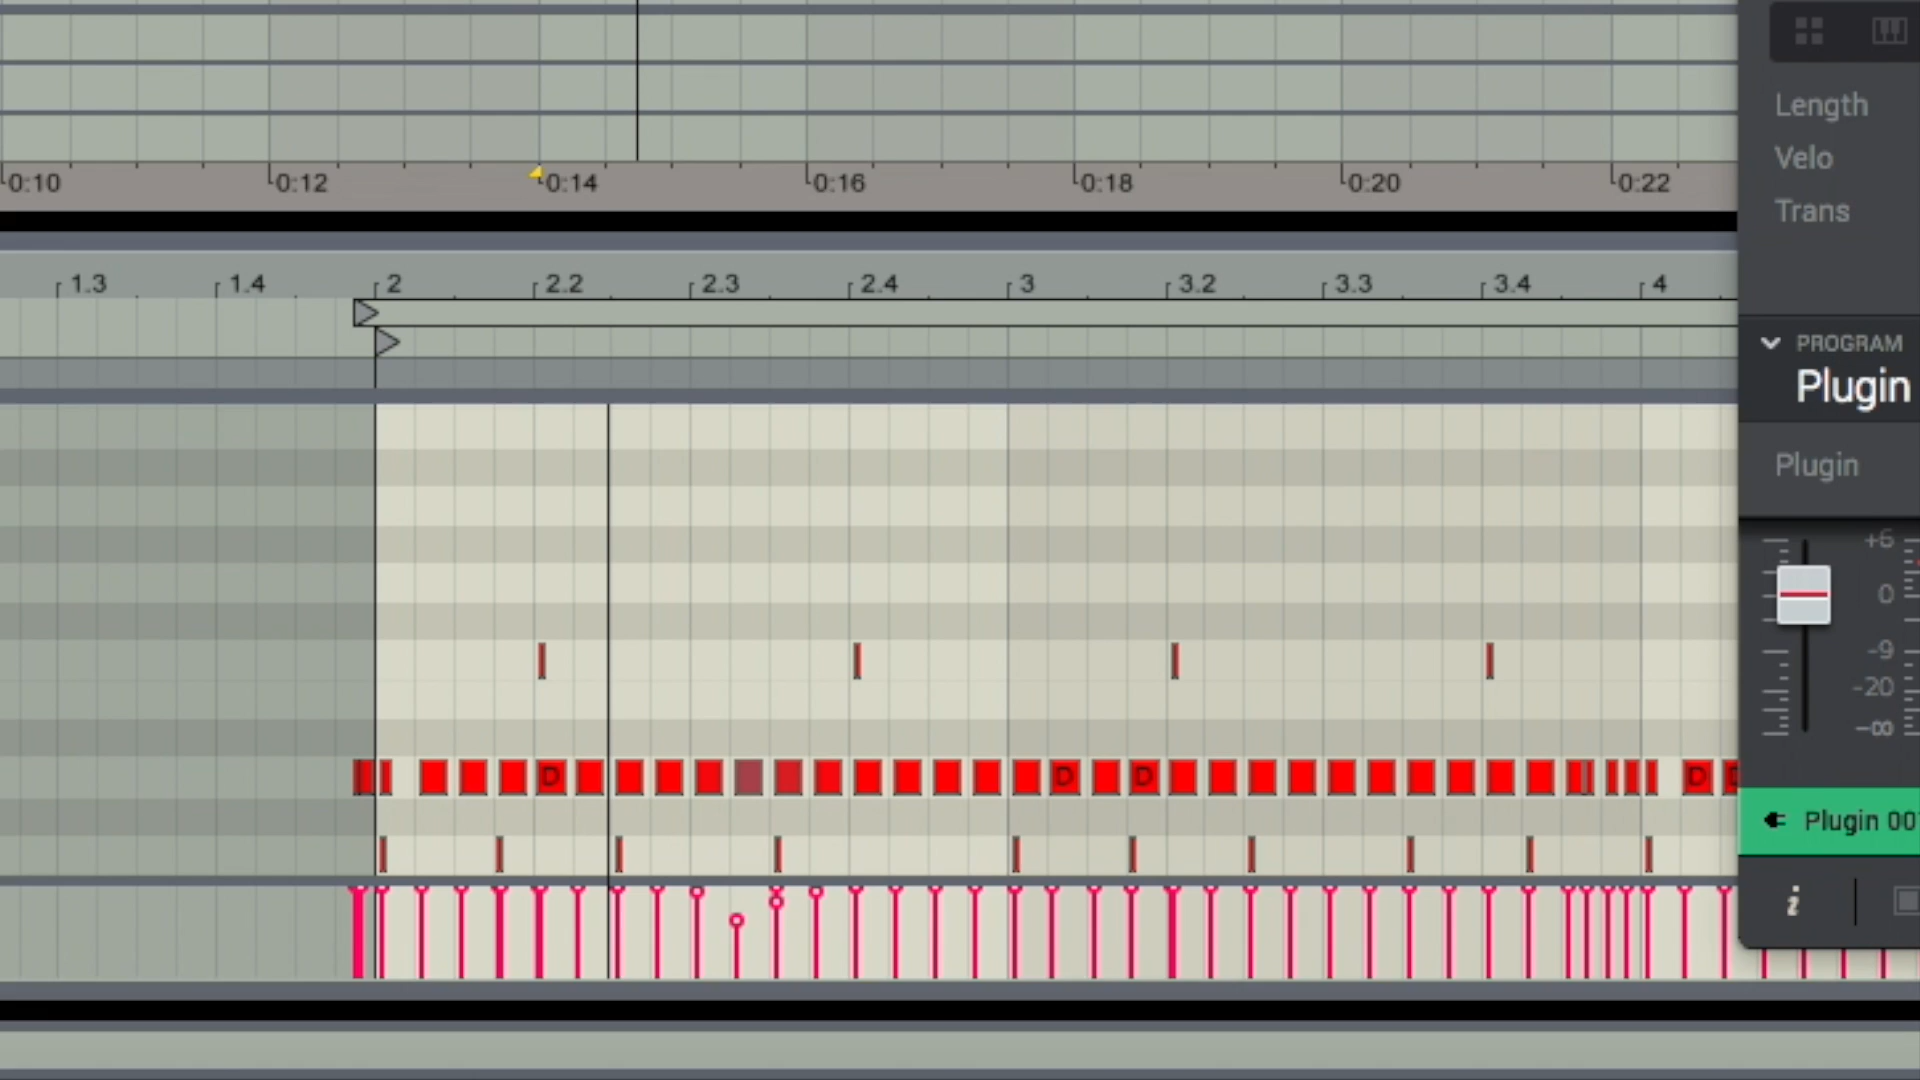 0:10 0:12 0:14 0:16 0:18 0:20 0:22
Length
Velo
Trans
1.3 1.4 2 2.2 2.3 2.4 3 3.2 3.3 3.4 4
PROGRAM
Plugin
Plugin
+6
0
-9
-20
-∞
D D D D
Plugin 00
i